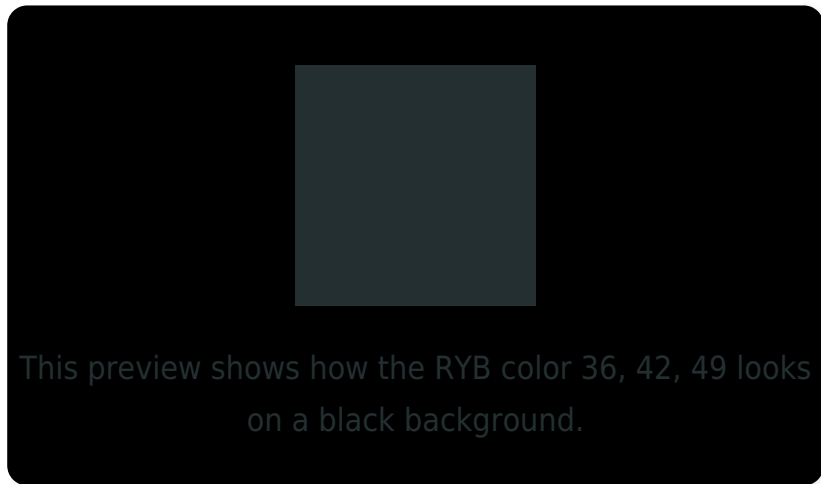 This preview shows how the RYB color 36, 42, 49 looks
on a black background.